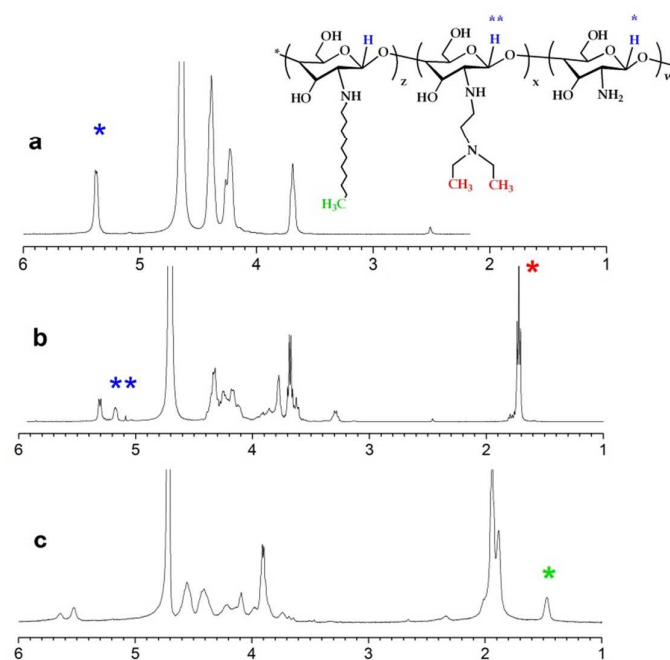 ** *
OH H OH H OH H
* ( O O ) z ( O O ) x ( O O ) w
HO NH HO NH HO NH2
N
H3C CH3 CH3
a *
6 5 4 3 2 1
*
b **
6 5 4 3 2 1
c *
6 5 4 3 2 1